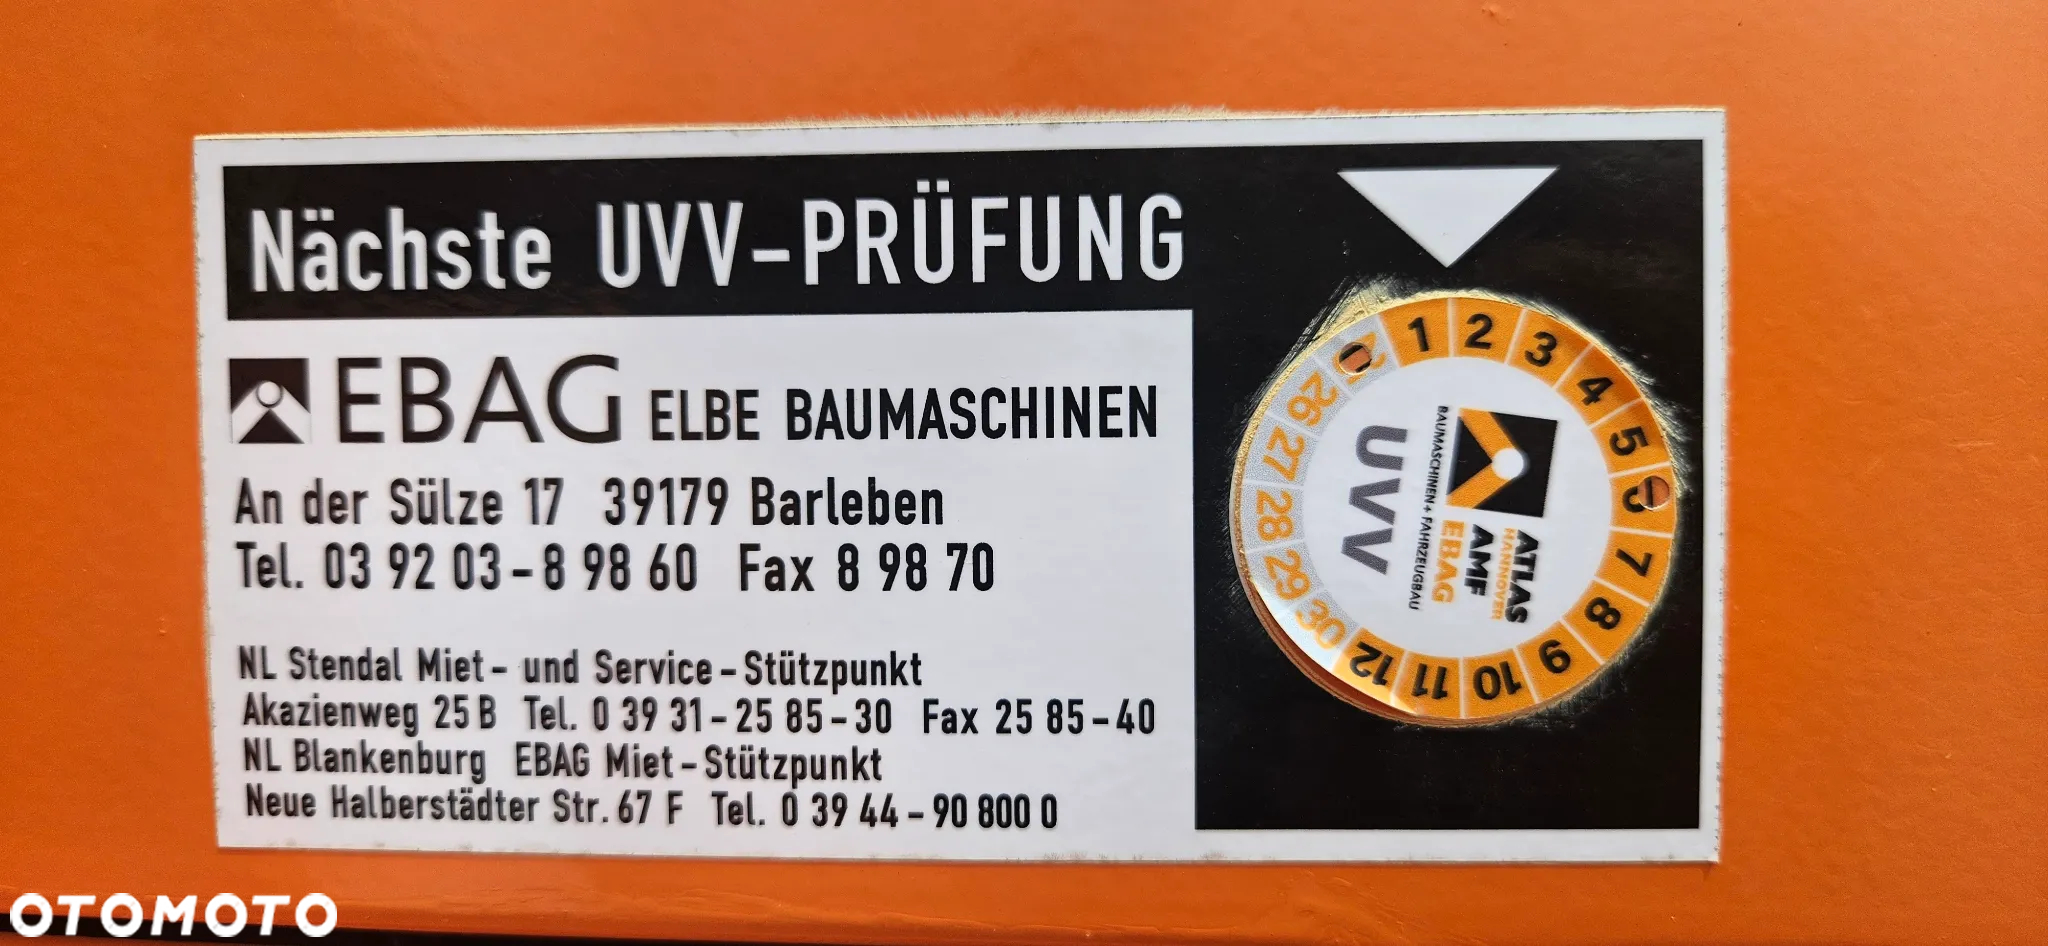 Nächste UVV-PRÜFUNG
EBAG ELBE BAUMASCHINEN
An der Sülze 17 39179 Barleben
Tel. 03 92 03-8 98 60 Fax 8 98 70
NL Stendal Miet- und Service-Stützpunkt
Akazienweg 25 B Tel. 0 39 31-25 85-30 Fax 25 85-40
NL Blankenburg EBAG Miet-Stützpunkt
Neue Halberstädter Str. 67 F Tel. 0 39 44-90 800 0
1 2 3 4 5 7 8 9 10 11 12
26 27 28 29 30
UVV
BAUMASCHINEN + FAHRZEUGBAU
ATLAS
HANNOVER
AMF
EBAG
OTOMOTO